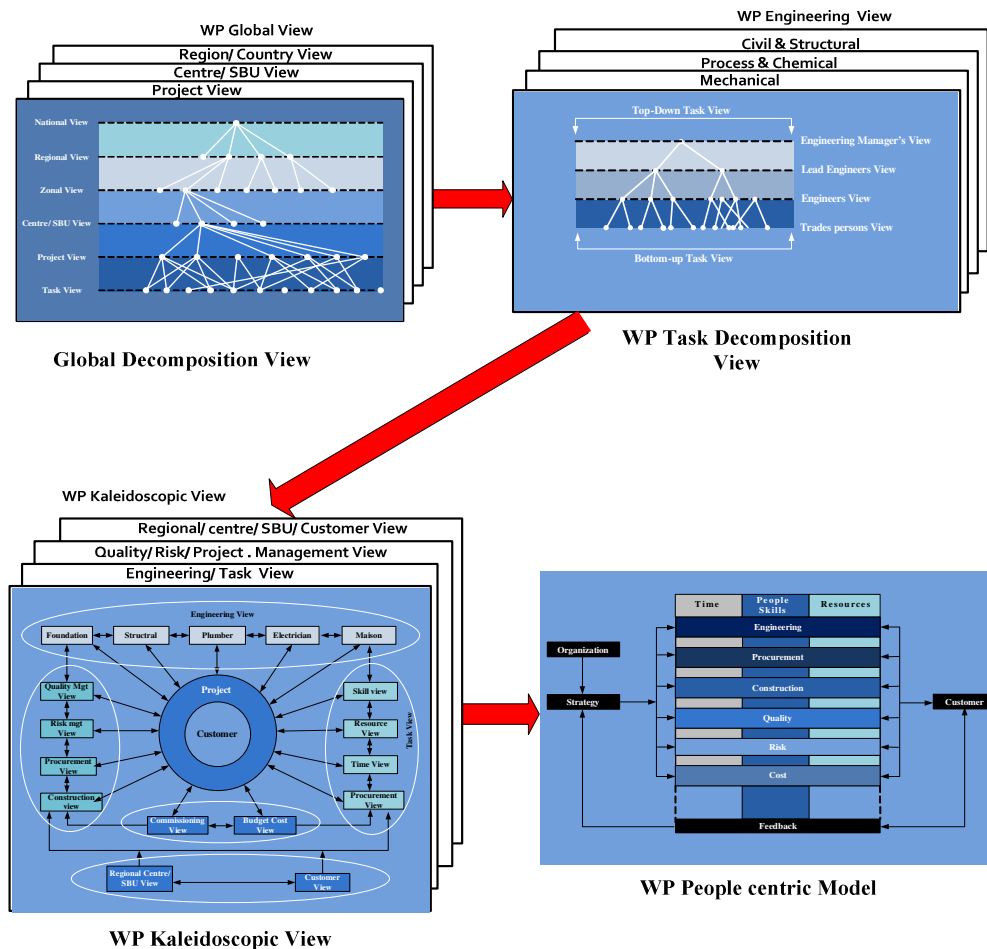 WP Global View
Region/ Country View
Centre/ SBU View
Project View
National View
Regional View
Zonal View
Centre/ SBU View
Project View
Task View
Global Decomposition View
WP Engineering View
Civil & Structural
Process & Chemical
Mechanical
Top-Down Task View
Engineering Manager's View
Lead Engineers View
Engineers View
Trades persons View
Bottom-up Task View
WP Task Decomposition
View
WP Kaleidoscopic View
Regional/ centre/ SBU/ Customer View
Quality/ Risk/ Project . Management View
Engineering/ Task View
Engineering View
Foundation
Structral
Plumber
Electrician
Maison
Quality Mgt
View
Risk mgt
View
Procurement
View
Construction
view
Project
Customer
Skill view
Resource
View
Time View
Procurement
View
Task View
Commissioning
View
Budget Cost
View
Regional Centre/
SBU View
Customer
View
WP Kaleidoscopic View
Time
People
Skills
Resources
Engineering
Procurement
Construction
Quality
Risk
Cost
Feedback
Organization
Strategy
Customer
WP People centric Model